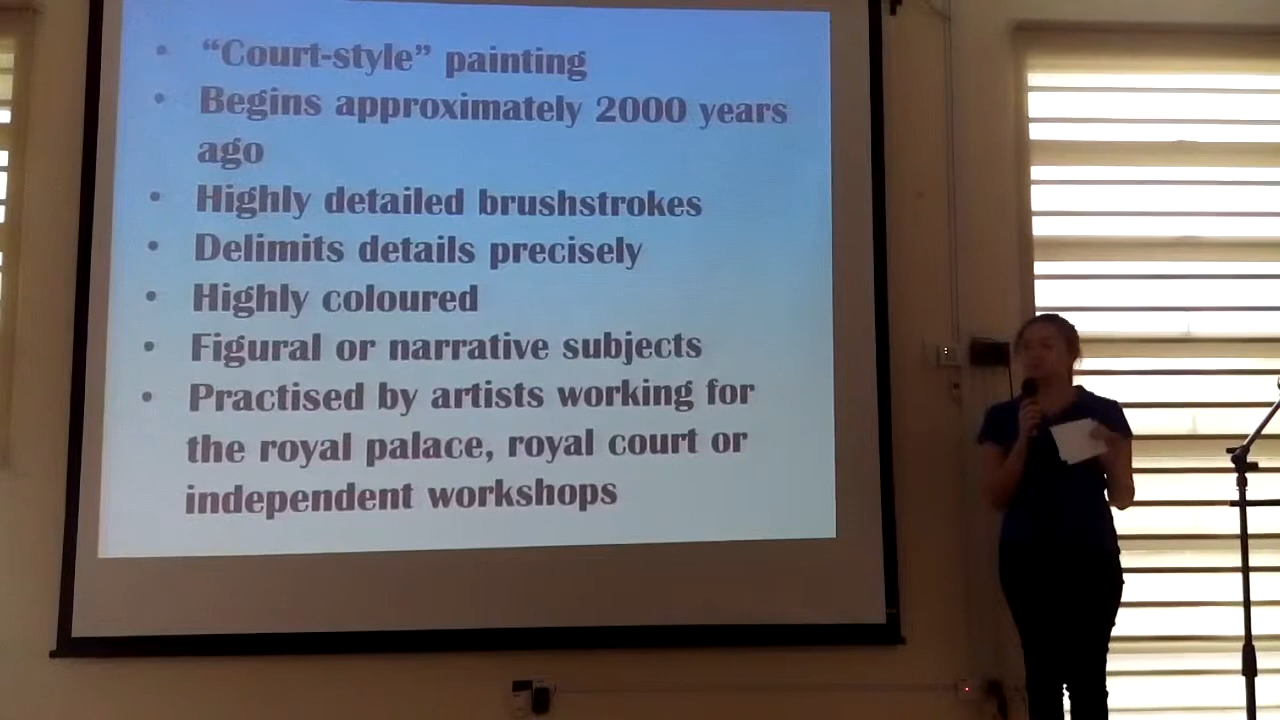 • “Court-style” painting
• Begins approximately 2000 years
ago
• Highly detailed brushstrokes
• Delimits details precisely
• Highly coloured
• Figural or narrative subjects
• Practised by artists working for
the royal palace, royal court or
independent workshops